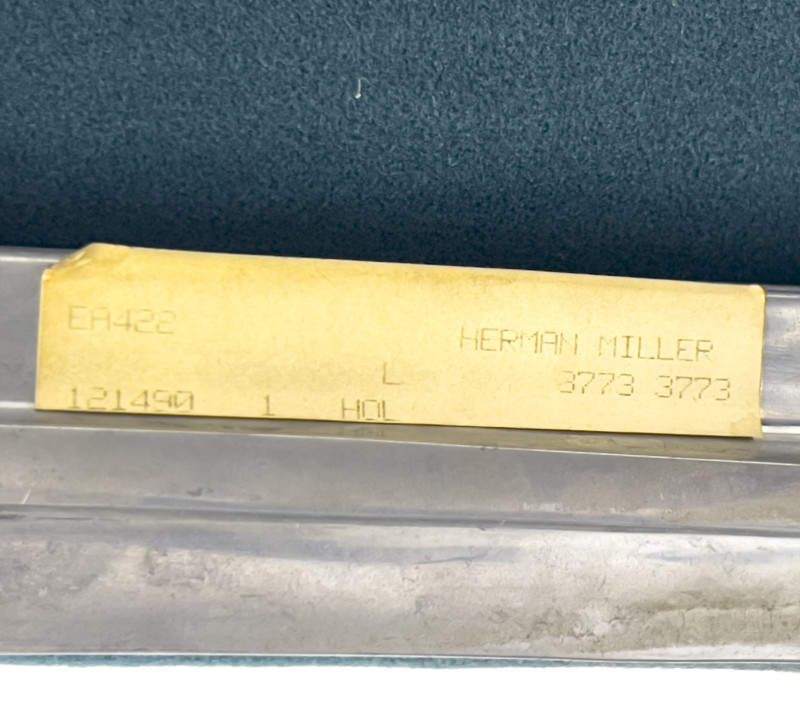 EA422
HERMAN MILLER
L 3773 3773
121490 1 HOL